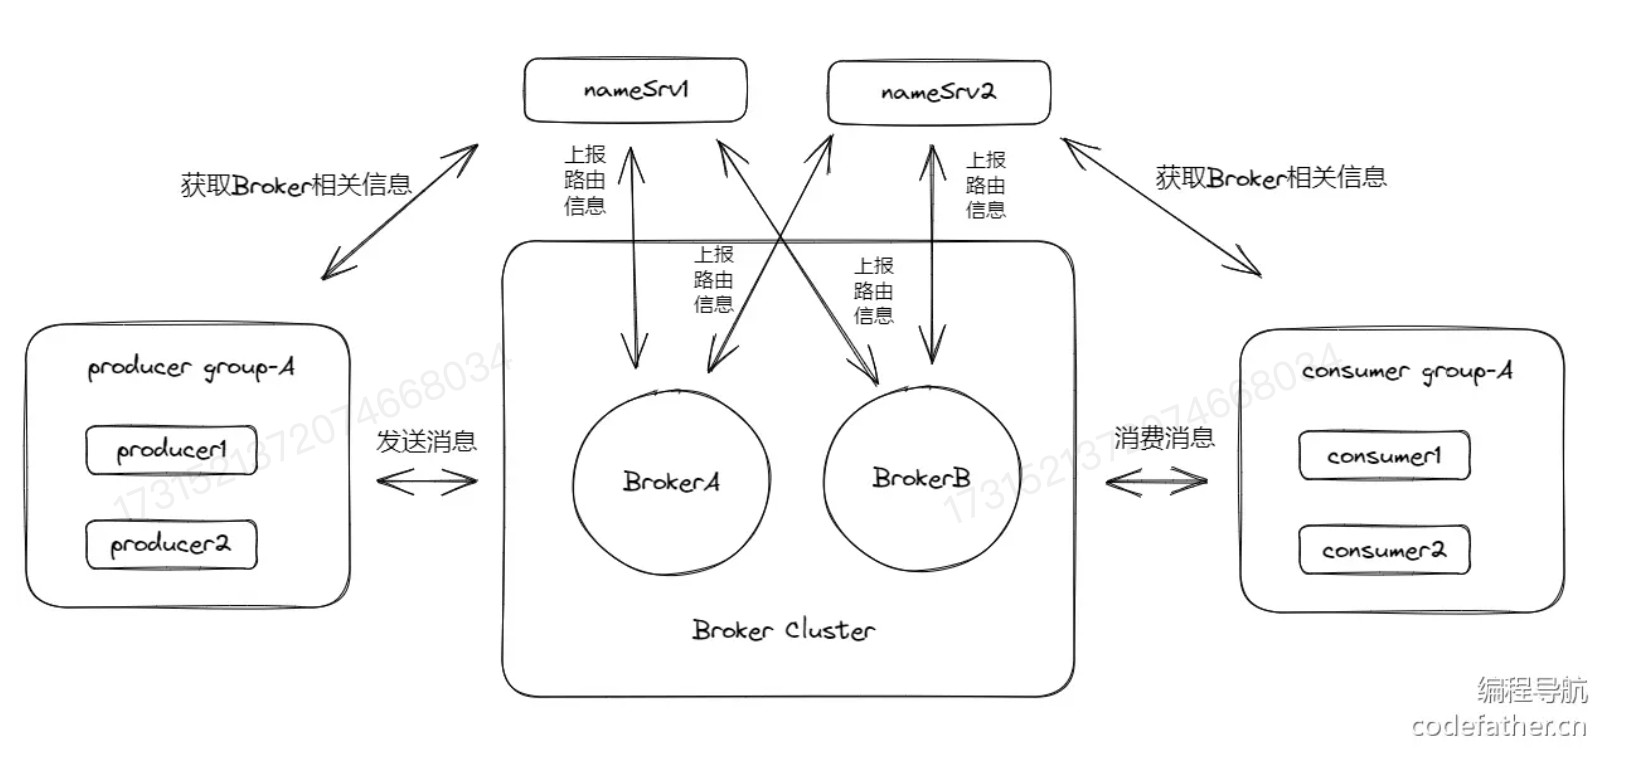 nameSrv1
nameSrv2
获取Broker相关信息
上报
路由
信息
上报
路由
信息
获取Broker相关信息
上报
路由
信息
上报
路由
信息
producer group-A
producer1
producer2
发送消息
BrokerA
BrokerB
Broker Cluster
消费消息
consumer group-A
consumer1
consumer2
1731521372074668034
1731521372074668034
编程导航
codefather.cn